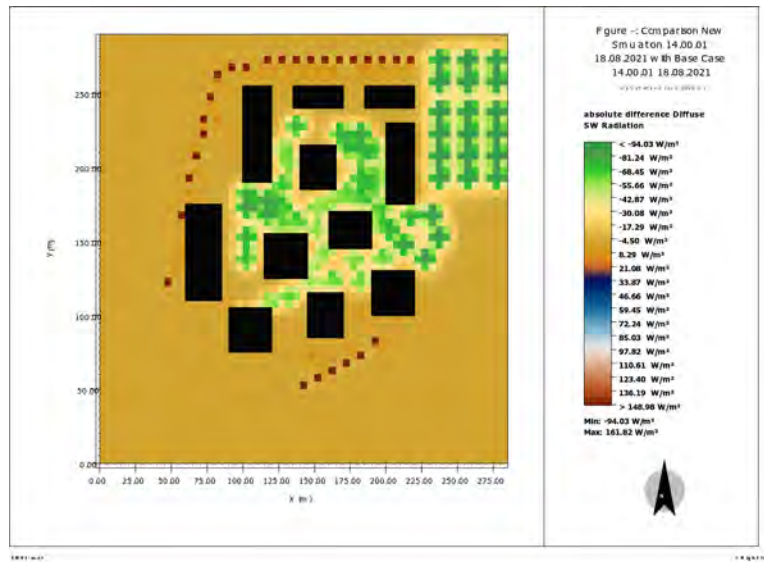 Figure -: Comparison New
Simulation 14.00.01
18.08.2021 with Base Case
14.00.01 18.08.2021
absolute difference Diffuse
SW Radiation
< -94.03 W/m²
-81.24 W/m²
-68.45 W/m²
-55.66 W/m²
-42.87 W/m²
-30.08 W/m²
-17.29 W/m²
-4.50 W/m²
8.29 W/m²
21.08 W/m²
33.87 W/m²
46.66 W/m²
59.45 W/m²
72.24 W/m²
85.03 W/m²
97.82 W/m²
110.61 W/m²
123.40 W/m²
136.19 W/m²
> 148.98 W/m²
Min: -94.03 W/m²
Max: 161.82 W/m²
250.00
200.00
150.00
100.00
50.00
0.00
Y (m)
0.00 25.00 50.00 75.00 100.00 125.00 150.00 175.00 200.00 225.00 250.00 275.00
X (m)